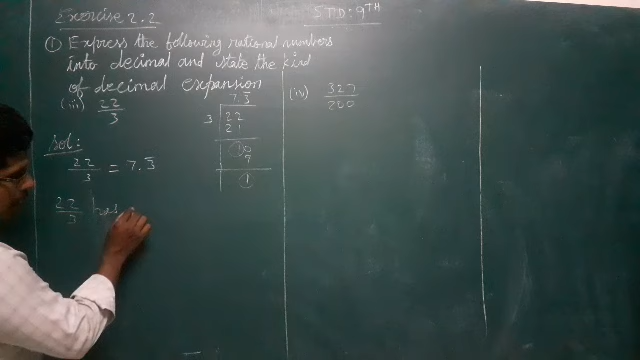 Exercise 2.2
STD: 9TH
① Express the following rational numbers
into decimal and state the kind
of decimal expansion
(iii) 22/3
7.3
3 22
21
①0
9
①
Sol:
22/3 = 7.3̅
22/3 has
(iv) 327/200